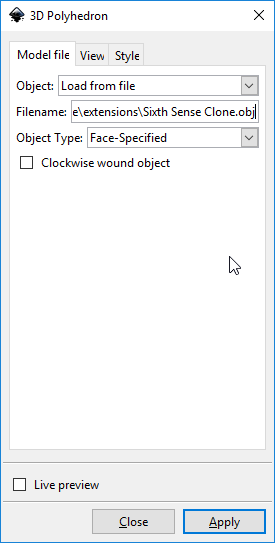 3D Polyhedron
Model file View Style
Object: Load from file
Filename: e\extensions\Sixth Sense Clone.obj
Object Type: Face-Specified
Clockwise wound object
Live preview
Close Apply